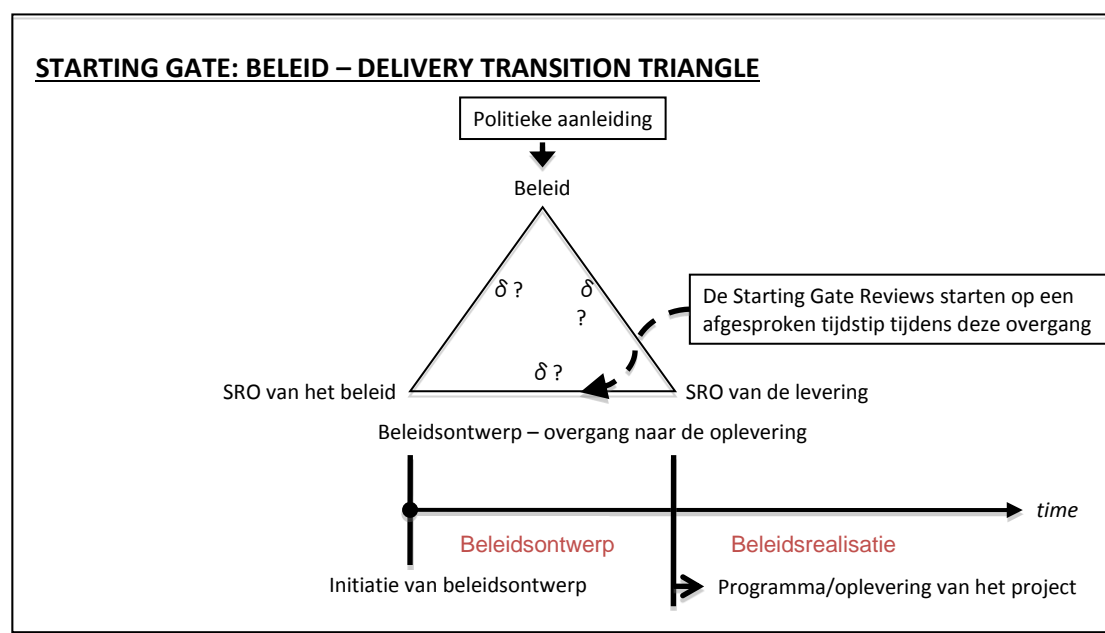 STARTING GATE: BELEID – DELIVERY TRANSITION TRIANGLE
Politieke aanleiding
Beleid
δ ?
δ
?
De Starting Gate Reviews starten op een
afgesproken tijdstip tijdens deze overgang
δ ?
SRO van het beleid
SRO van de levering
Beleidsontwerp – overgang naar de oplevering
time
Beleidsontwerp
Beleidsrealisatie
Initiatie van beleidsontwerp
Programma/oplevering van het project